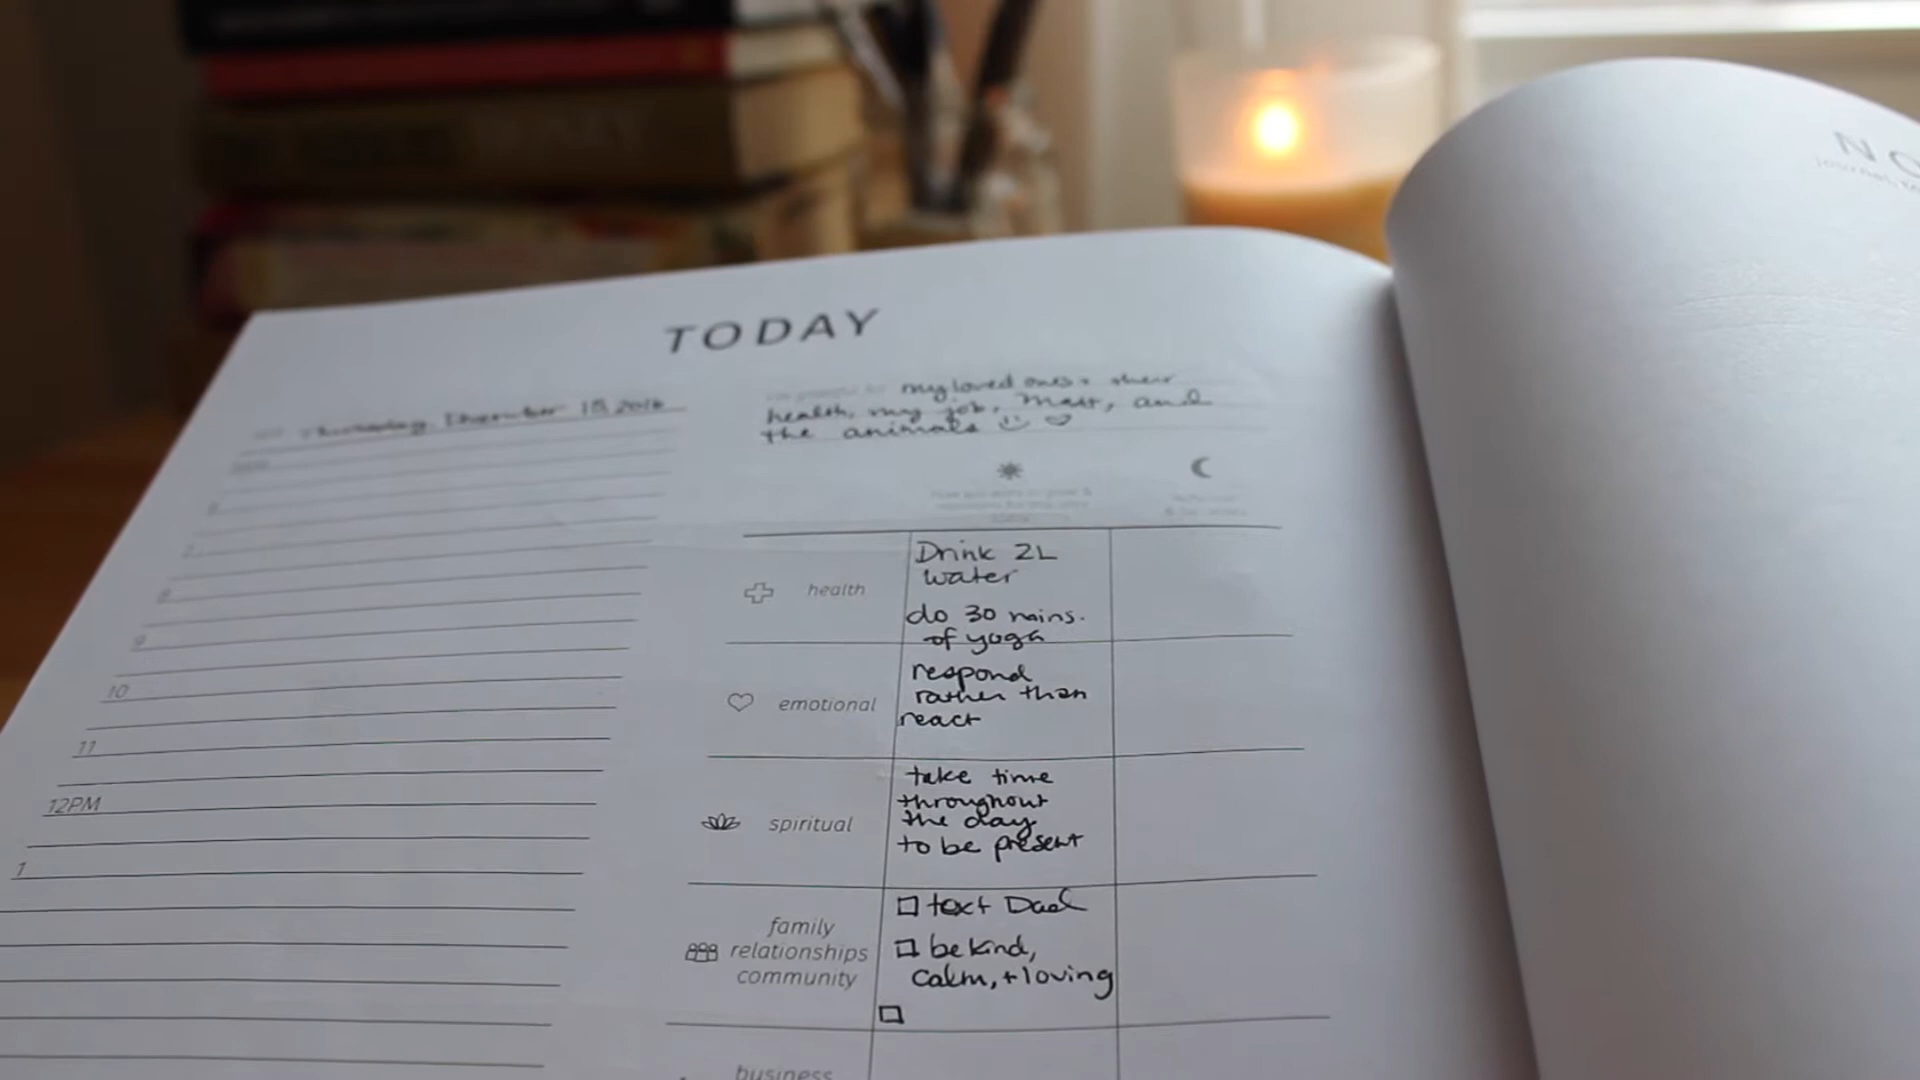 TODAY
Thursday, December 15, 2016
my loved ones + their
health, my job, Matt, and
the animals
Drink 2L
water
health
do 30 mins.
of yoga
respond
rather than
emotional
react
take time
throughout
spiritual
the day
to be present
text Dad
family
relationships
community
be kind,
calm, + loving
business
9
10
11
12PM
1
NO